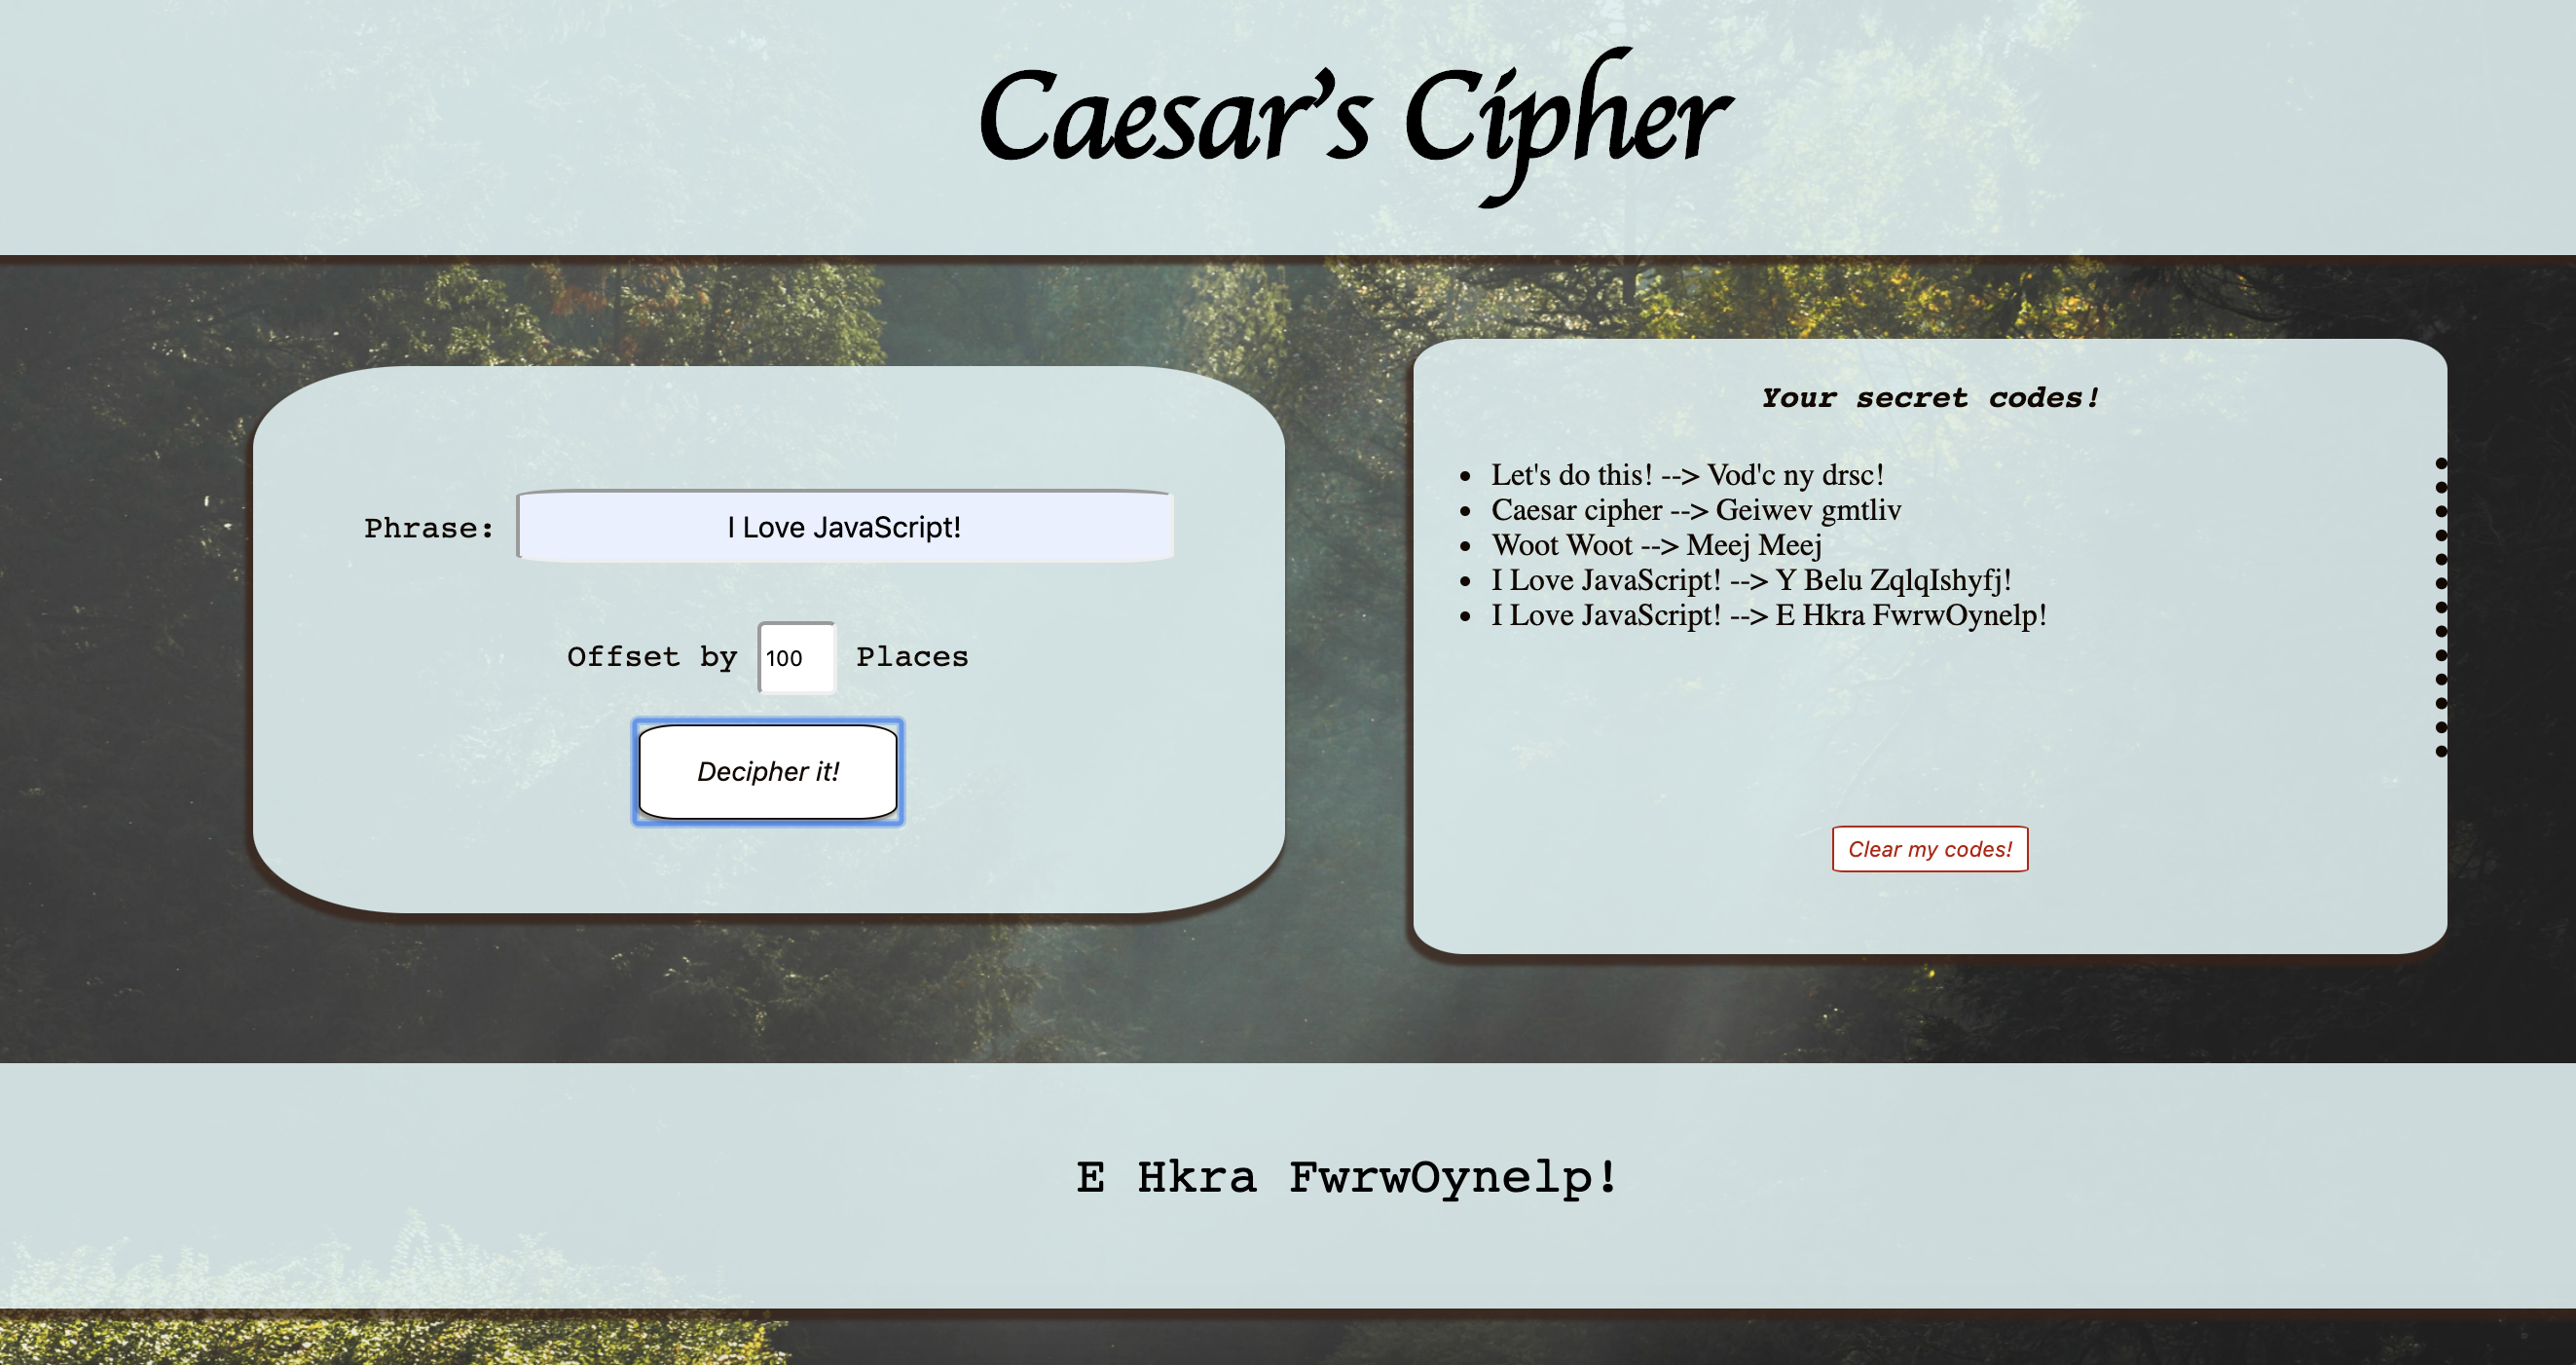 Caesar's Cipher
Phrase: I Love JavaScript!
Offset by 100 Places
Decipher it!
Your secret codes!
• Let's do this! --> Vod'c ny drsc!
• Caesar cipher --> Geiwev gmtliv
• Woot Woot --> Meej Meej
• I Love JavaScript! --> Y Belu ZqlqIshyfj!
• I Love JavaScript! --> E Hkra FwrwOynelp!
Clear my codes!
E Hkra FwrwOynelp!